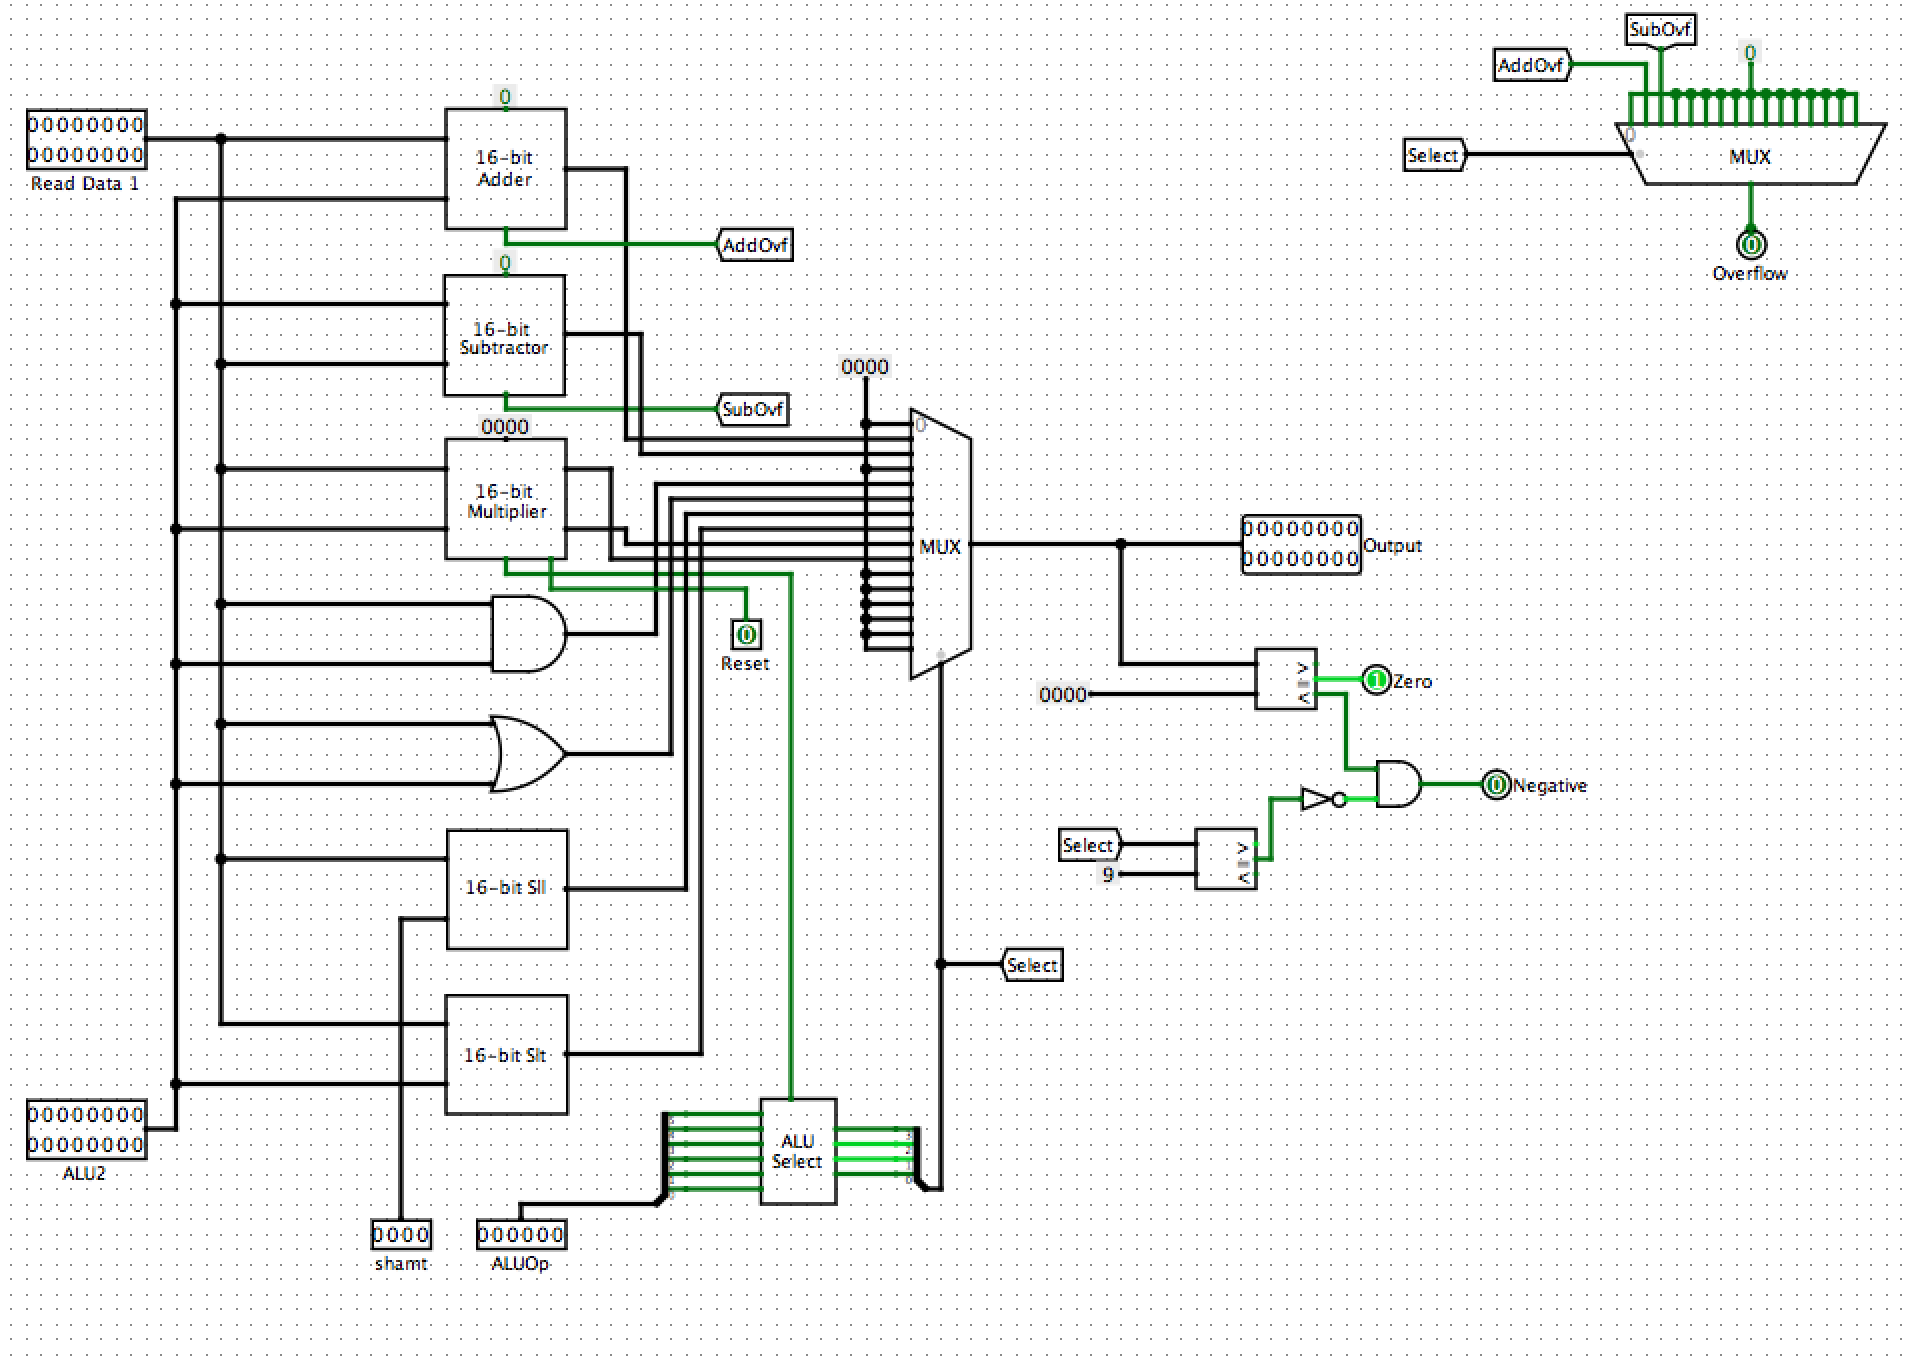 SubOvf
AddOvf
0
0
Select
MUX
0
Overflow
0
00000000
00000000
Read Data 1
16-bit
Adder
AddOvf
0
16-bit
Subtractor
SubOvf
0000
0000
0
16-bit
Multiplier
MUX
00000000
00000000
Output
0
Reset
0000
1
Zero
0
Negative
Select
9
16-bit Sll
Select
16-bit Slt
00000000
00000000
ALU2
ALU
Select
0000
shamt
000000
ALUOp